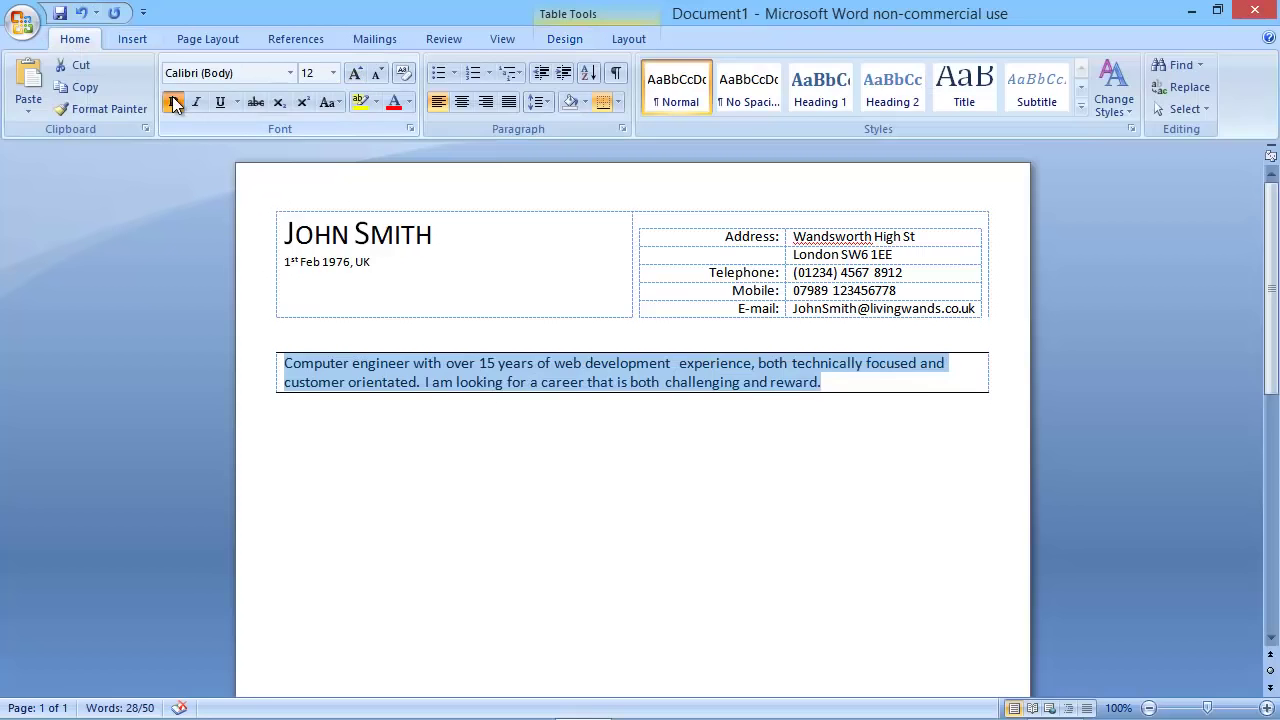 Table Tools
Document1 - Microsoft Word non-commercial use
Home Insert Page Layout References Mailings Review View Design Layout
Paste
Cut
Copy
Format Painter
Clipboard
Calibri (Body) 12
Font
Paragraph
AaBbCcDc AaBbCcDc AaBbCc AaBbCc AaB AaBbCc.
¶ Normal ¶ No Spaci... Heading 1 Heading 2 Title Subtitle
Change Styles
Styles
Find
Replace
Select
Editing
JOHN SMITH
1st Feb 1976, UK
Address: Wandsworth High St
London SW6 1EE
Telephone: (01234) 4567 8912
Mobile: 07989 123456778
E-mail: JohnSmith@livingwands.co.uk
Computer engineer with over 15 years of web development experience, both technically focused and
customer orientated. I am looking for a career that is both challenging and reward.
Page: 1 of 1 Words: 28/50 100%